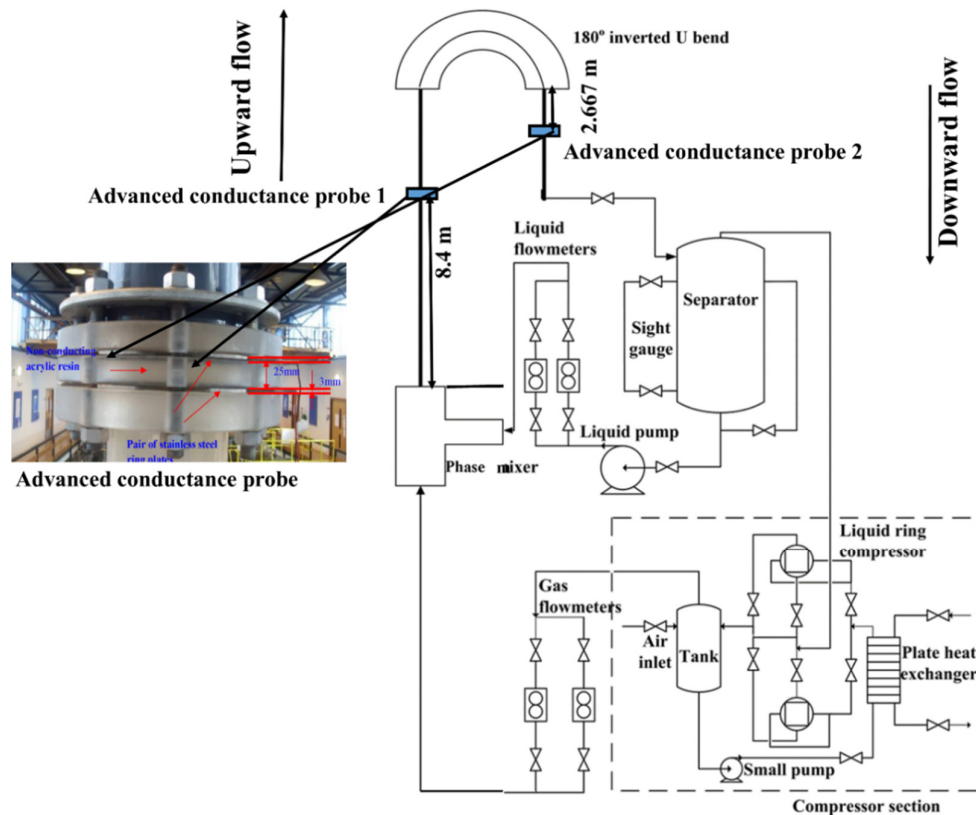 180° inverted U bend
Upward flow
2.667 m
Downward flow
Advanced conductance probe 2
Advanced conductance probe 1
8.4 m
Liquid
flowmeters
Separator
Sight
gauge
Non-conducting
acrylic resin
25mm
3mm
Pair of stainless steel
ring plates
Advanced conductance probe
Liquid pump
Phase mixer
Liquid ring
compressor
Gas
flowmeters
Air
inlet
Tank
Plate heat
exchanger
Small pump
Compressor section